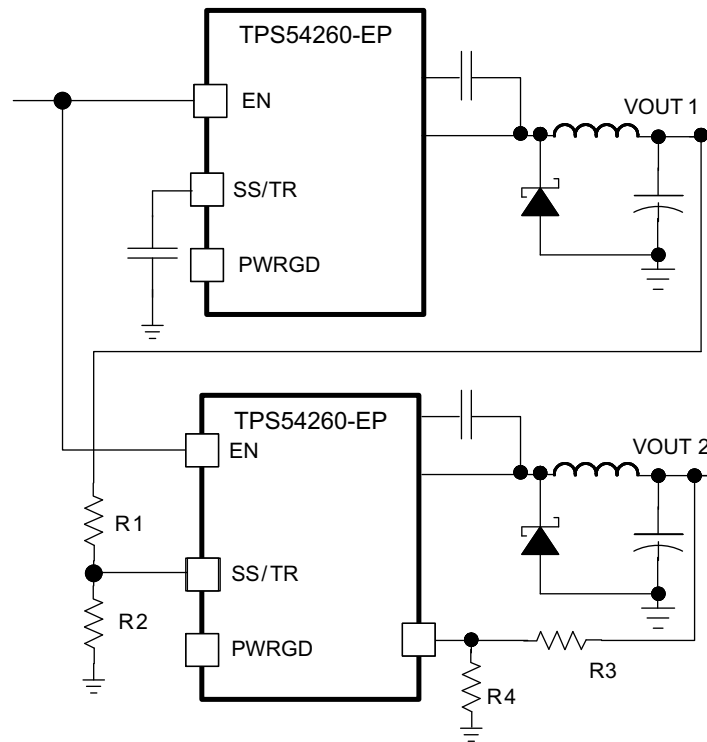 TPS54260-EP
EN
VOUT 1
SS/TR
PWRGD
TPS54260-EP
EN
VOUT 2
R1
SS/TR
R2
PWRGD
R3
R4